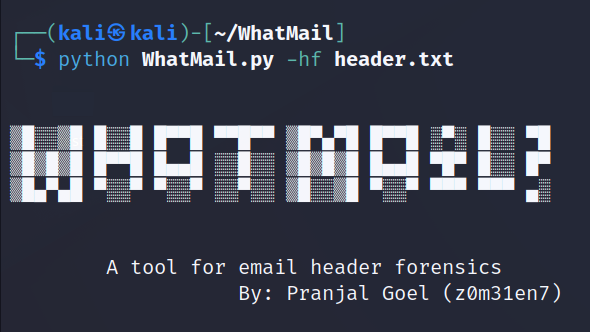 ┌──(kali㉿kali)-[~/WhatMail]
└─$ python WhatMail.py -hf header.txt
WHATMAIL?
A tool for email header forensics
By: Pranjal Goel (z0m31en7)